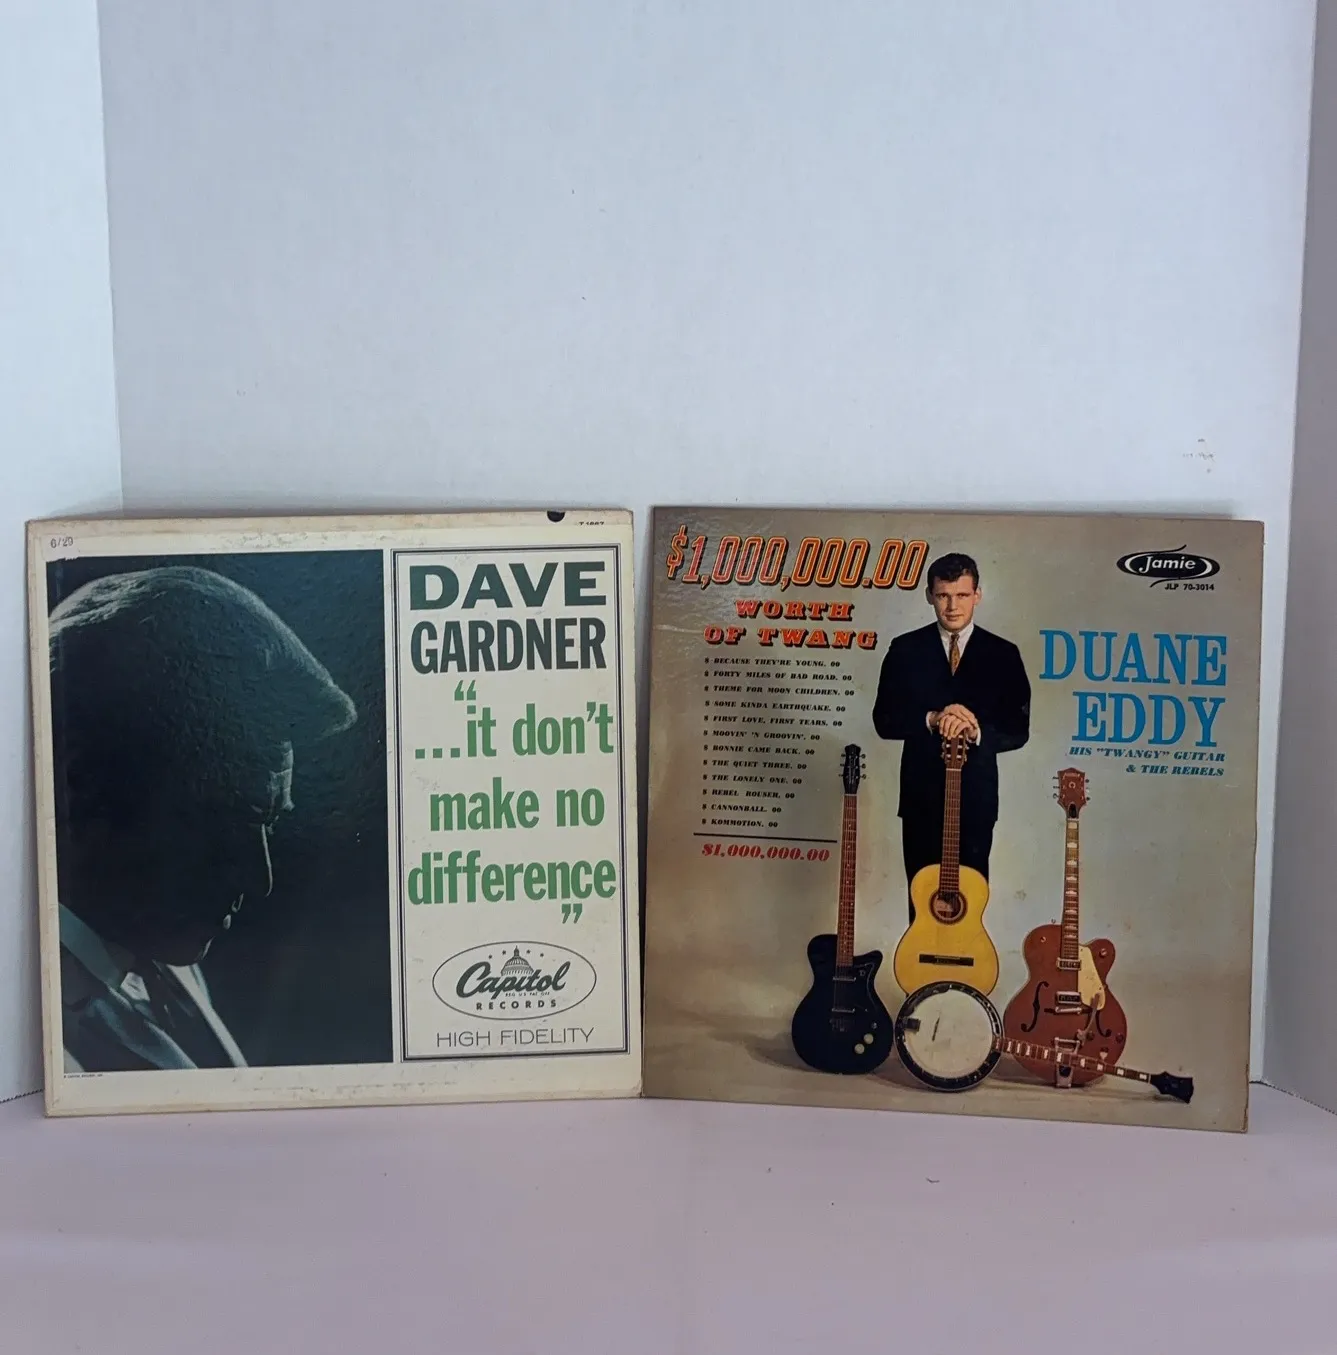 6/29
DAVE
GARDNER
“
...it don't
make no
difference
”
Capitol
RECORDS
HIGH FIDELITY
$1,000,000.00
WORTH
OF TWANG
$ BECAUSE THEY'RE YOUNG. 00
$ FORTY MILES OF BAD ROAD. 00
$ THEME FOR MOON CHILDREN. 00
$ SOME KINDA EARTHQUAKE. 00
$ FIRST LOVE, FIRST TEARS. 00
$ MOOVIN' 'N GROOVIN'. 00
$ BONNIE CAME BACK. 00
$ THE QUIET THREE. 00
$ THE LONELY ONE. 00
$ REBEL ROUSER. 00
$ CANNONBALL. 00
$ KOMMOTION. 00
$1,000,000.00
Jamie
JLP 70-3014
DUANE
EDDY
HIS "TWANGY" GUITAR
& THE REBELS